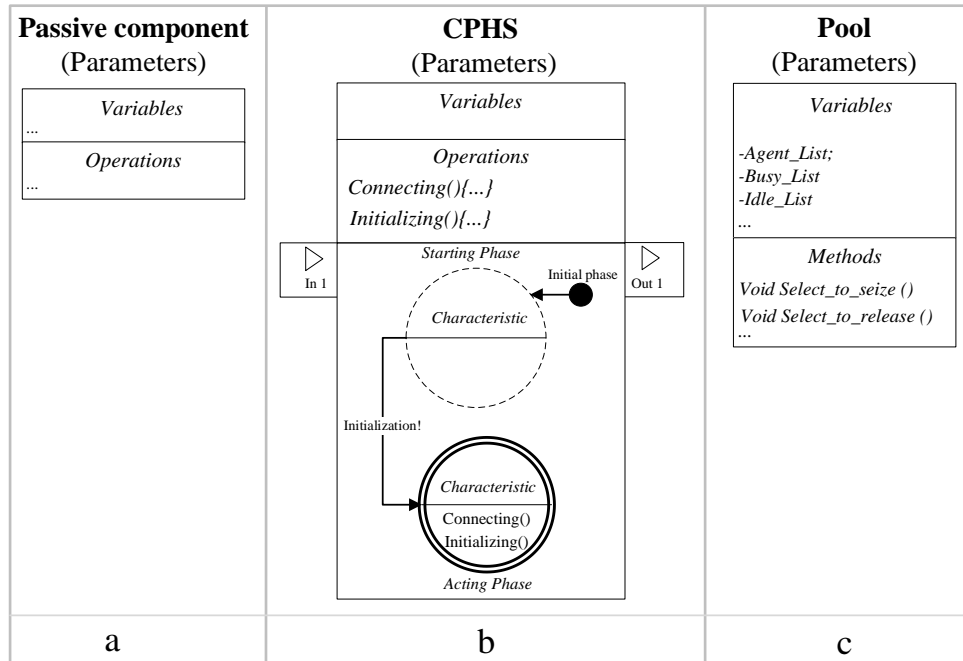 Passive component
(Parameters)
Variables
...
Operations
...
a
CPHS
(Parameters)
Variables
Operations
Connecting(){...}
Initializing(){...}
In 1
Out 1
Starting Phase
Initial phase
Characteristic
Initialization!
Characteristic
Connecting()
Initializing()
Acting Phase
b
Pool
(Parameters)
Variables
-Agent_List;
-Busy_List
-Idle_List
...
Methods
Void Select_to_seize ()
Void Select_to_release ()
...
c